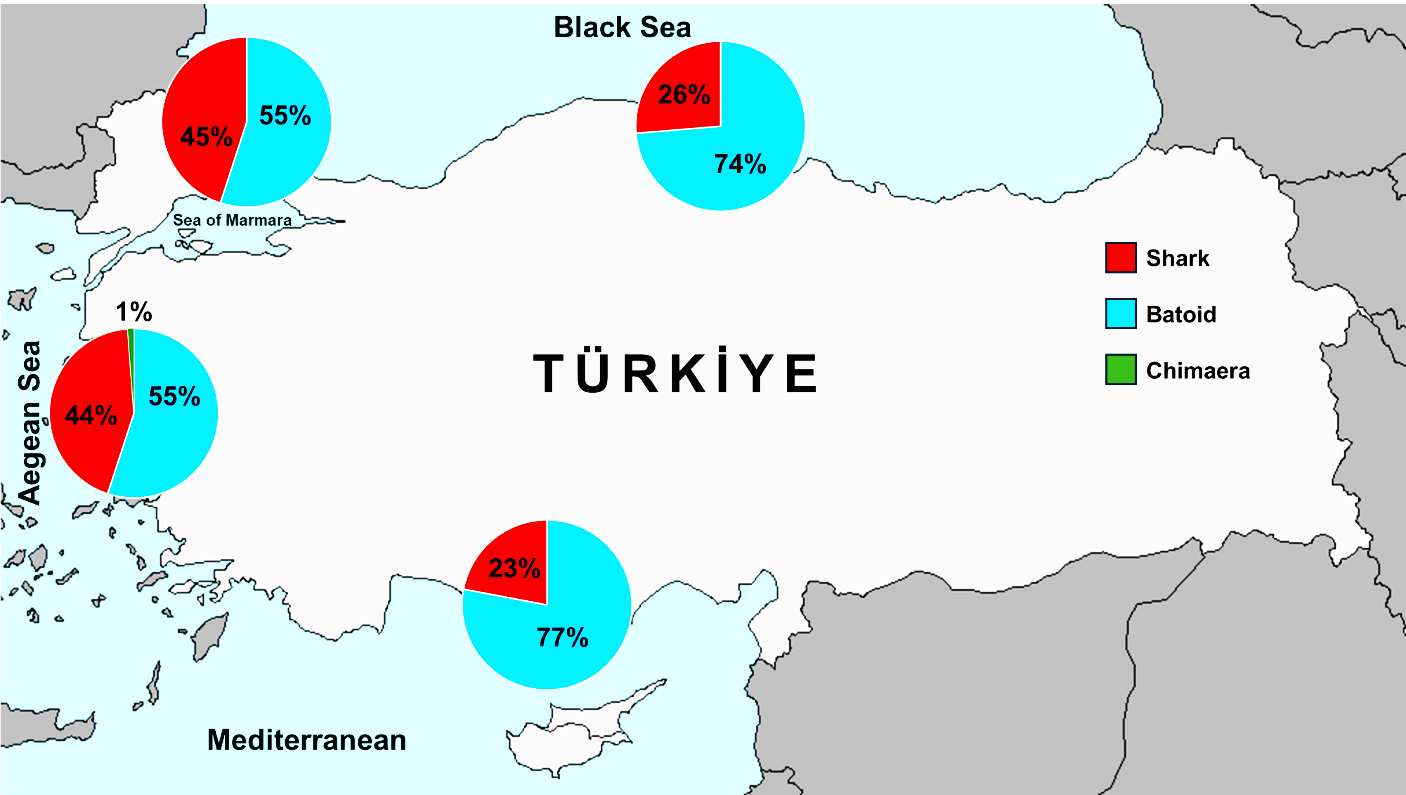 Black Sea
55%
45%
26%
74%
Sea of Marmara
Shark
Batoid
Chimaera
1%
TÜRKİYE
Aegean Sea
44%
55%
23%
77%
Mediterranean